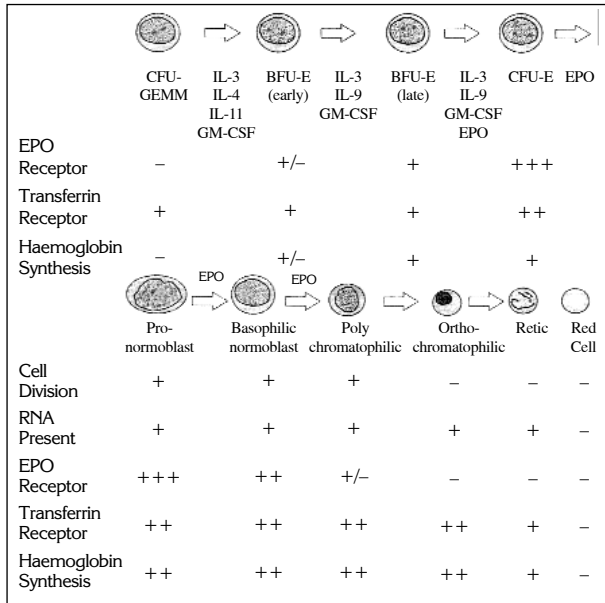 CFU- IL-3 BFU-E IL-3 BFU-E IL-3 CFU-E EPO
GEMM IL-4 (early) IL-9 (late) IL-9
IL-11 GM-CSF GM-CSF
GM-CSF EPO
EPO
Receptor – +/– + +++
Transferrin
Receptor + + + ++
Haemoglobin
Synthesis – +/– + +
EPO EPO
Pro- Basophilic Poly Ortho- Retic Red
normoblast normoblast chromatophilic chromatophilic Cell
Cell
Division + + + – – –
RNA
Present + + + + + –
EPO
Receptor +++ ++ +/– – – –
Transferrin
Receptor ++ ++ ++ ++ + –
Haemoglobin
Synthesis ++ ++ ++ ++ + –